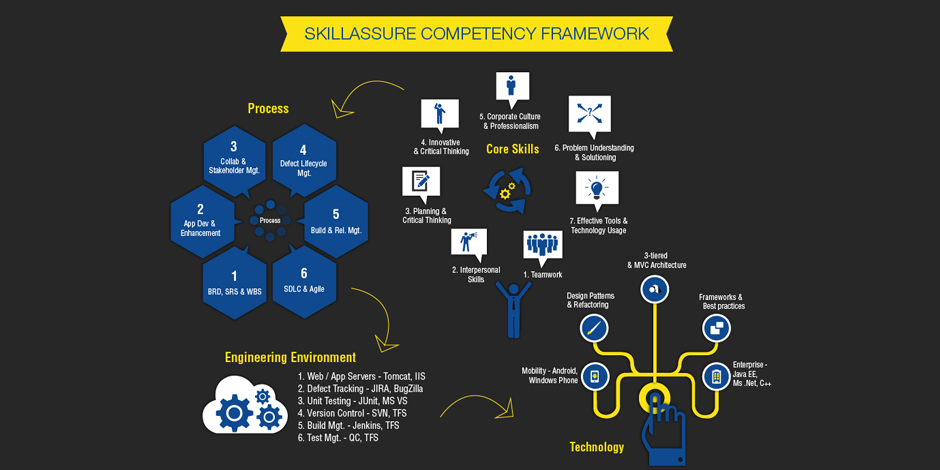 SKILLASSURE COMPETENCY FRAMEWORK
Process
3
Collab &
Stakeholder Mgt.
4
Defect Lifecycle
Mgt.
2
App Dev &
Enhancement
Process
5
Build & Rel. Mgt.
1
BRD, SRS & WBS
6
SDLC & Agile
Core Skills
5. Corporate Culture
& Professionalism
4. Innovative
& Critical Thinking
?
6. Problem Understanding
& Solutioning
3. Planning &
Critical Thinking
7. Effective Tools &
Technology Usage
2. Interpersonal
Skills
1. Teamwork
Engineering Environment
1. Web / App Servers - Tomcat, IIS
2. Defect Tracking - JIRA, BugZilla
3. Unit Testing - JUnit, MS VS
4. Version Control - SVN, TFS
5. Build Mgt. - Jenkins, TFS
6. Test Mgt. - QC, TFS
3-tiered
& MVC Architecture
Design Patterns
& Refactoring
Frameworks &
Best practices
Mobility - Android,
Windows Phone
Enterprise -
Java EE,
Ms .Net, C++
Technology